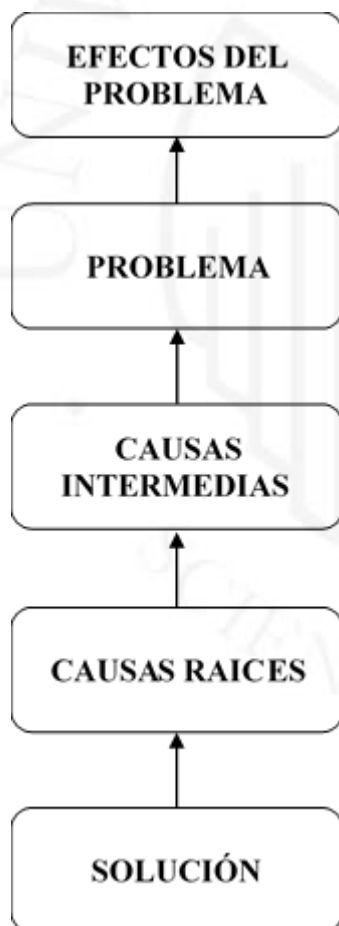 EFECTOS DEL
PROBLEMA
PROBLEMA
CAUSAS
INTERMEDIAS
CAUSAS RAICES
SOLUCIÓN